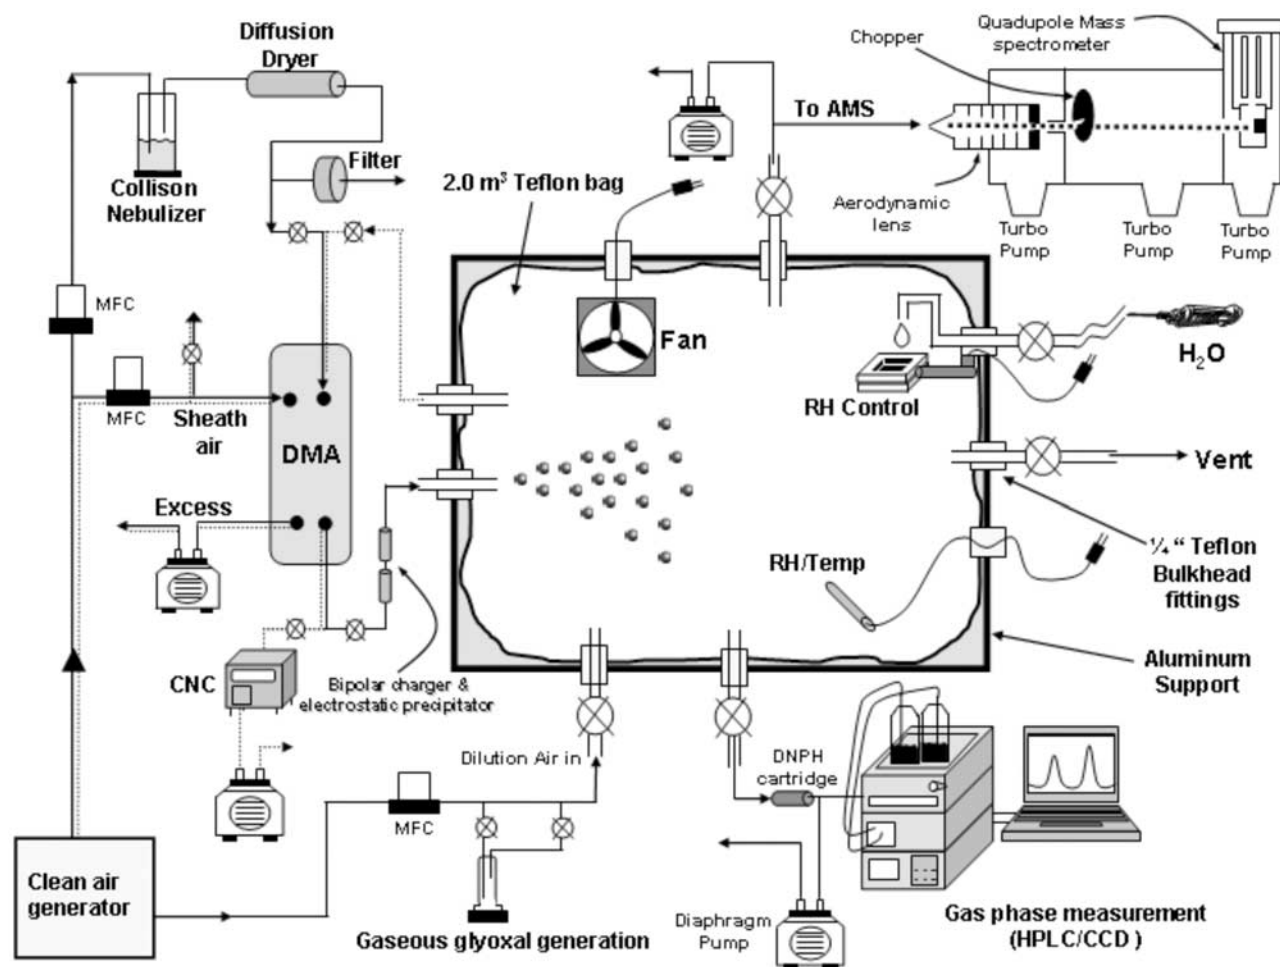 Diffusion
Dryer
Collison
Nebulizer
Filter
2.0 m³ Teflon bag
To AMS
Chopper
Quadupole Mass
spectrometer
Aerodynamic
lens
Turbo
Pump
Turbo
Pump
Turbo
Pump
MFC
MFC
Sheath
air
DMA
Fan
RH Control
H₂O
Vent
Excess
RH/Temp
¼ “ Teflon
Bulkhead
fittings
CNC
Bipolar charger &
electrostatic precipitator
Aluminum
Support
Dilution Air in
DNPH
cartridge
MFC
Clean air
generator
Gaseous glyoxal generation
Diaphragm
Pump
Gas phase measurement
(HPLC/CCD )